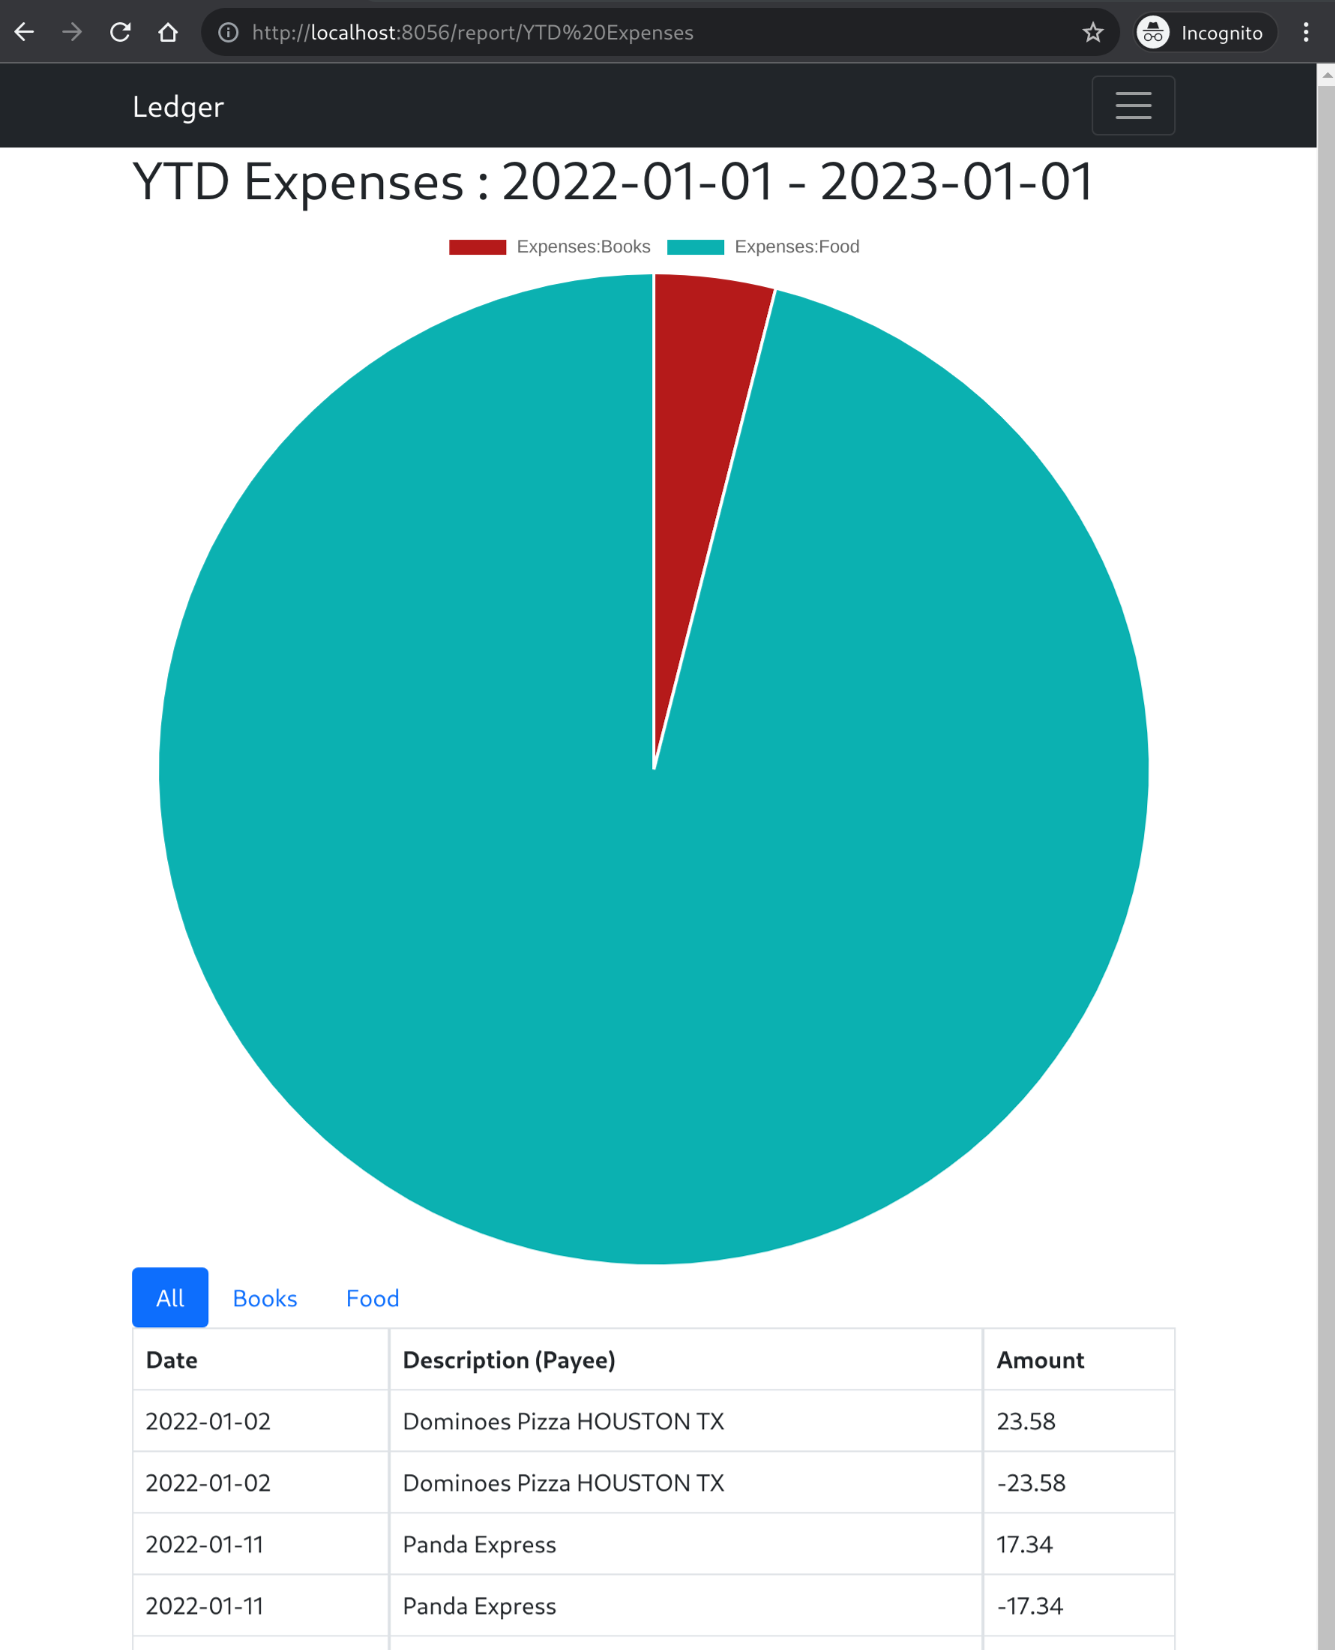 http://localhost:8056/report/YTD%20Expenses
Incognito
Ledger
YTD Expenses : 2022-01-01 - 2023-01-01
Expenses:Books Expenses:Food
All Books Food
Date Description (Payee) Amount
2022-01-02 Dominoes Pizza HOUSTON TX 23.58
2022-01-02 Dominoes Pizza HOUSTON TX -23.58
2022-01-11 Panda Express 17.34
2022-01-11 Panda Express -17.34